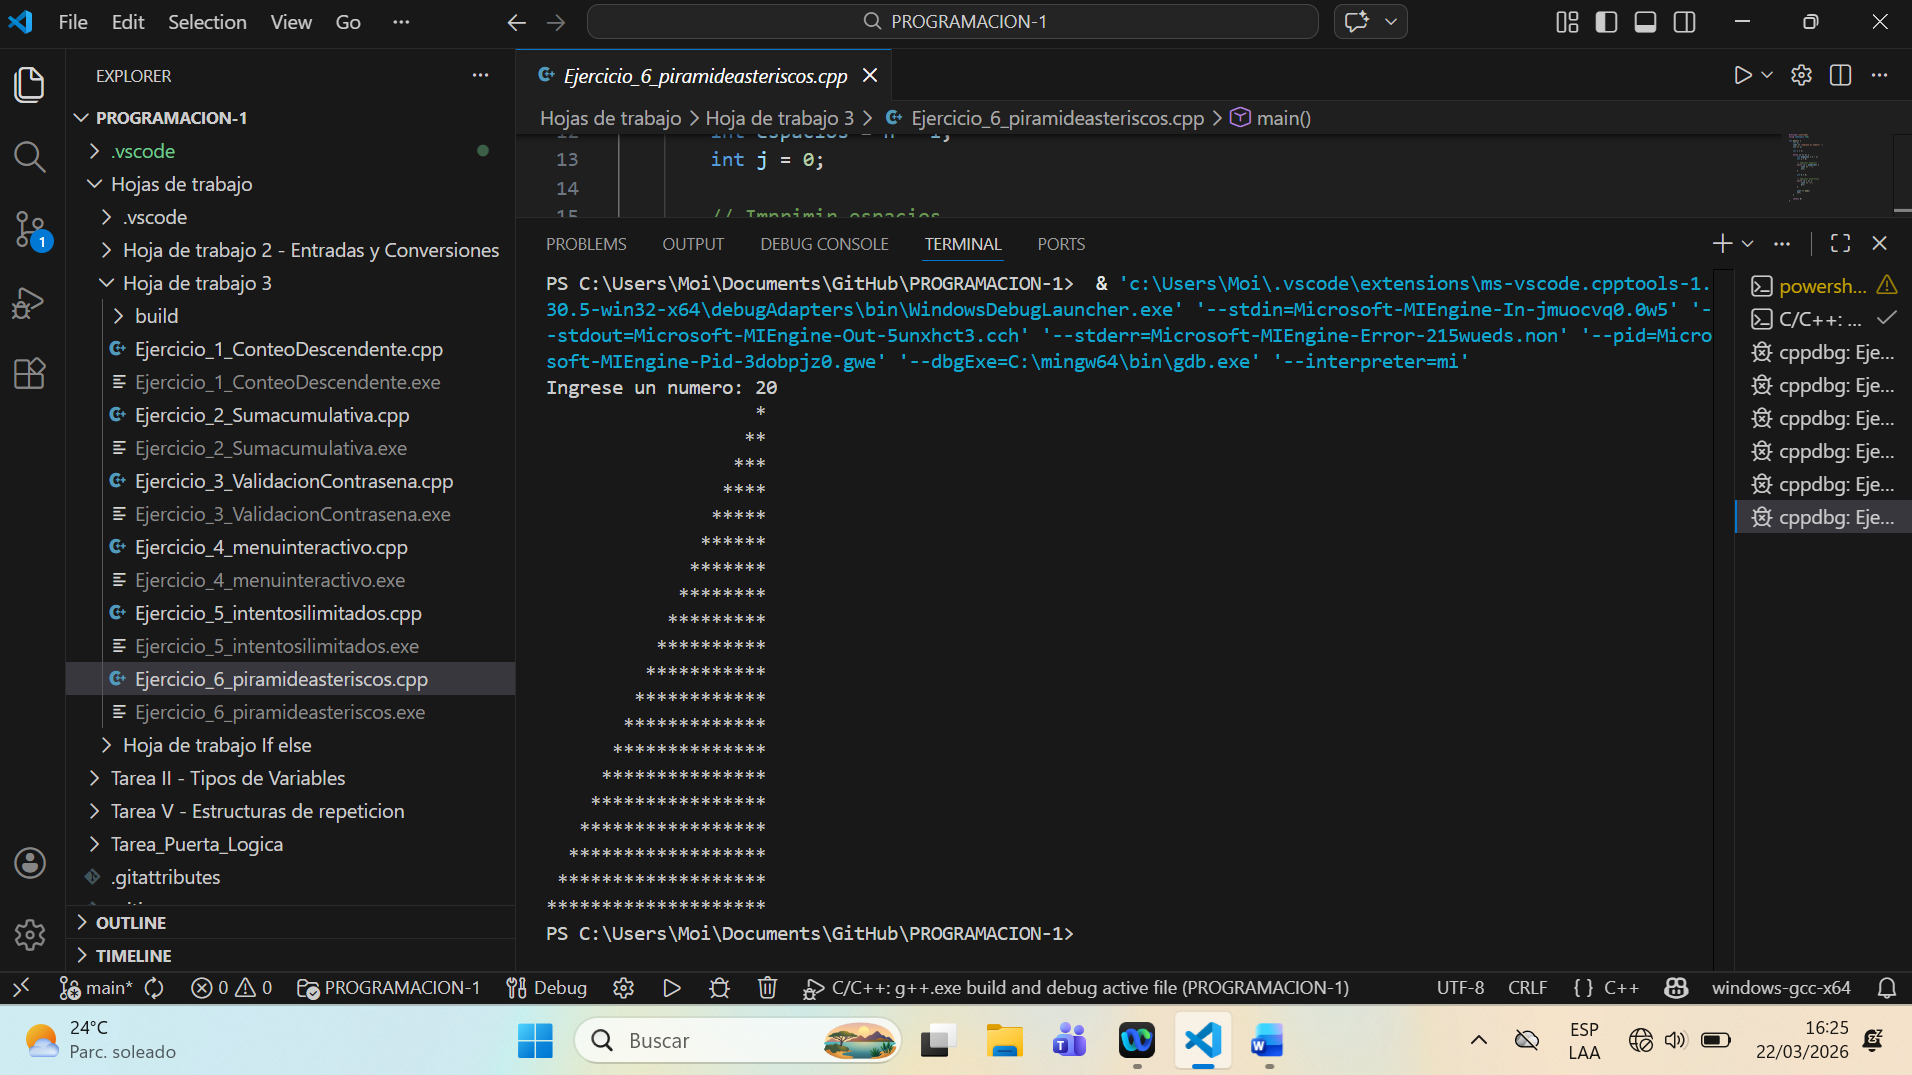 File Edit Selection View Go ···
PROGRAMACION-1
EXPLORER
PROGRAMACION-1
.vscode
Hojas de trabajo
.vscode
Hoja de trabajo 2 - Entradas y Conversiones
Hoja de trabajo 3
build
Ejercicio_1_ConteoDescendente.cpp
Ejercicio_1_ConteoDescendente.exe
Ejercicio_2_Sumacumulativa.cpp
Ejercicio_2_Sumacumulativa.exe
Ejercicio_3_ValidacionContrasena.cpp
Ejercicio_3_ValidacionContrasena.exe
Ejercicio_4_menuinteractivo.cpp
Ejercicio_4_menuinteractivo.exe
Ejercicio_5_intentosilimitados.cpp
Ejercicio_5_intentosilimitados.exe
Ejercicio_6_piramideasteriscos.cpp
Ejercicio_6_piramideasteriscos.exe
Hoja de trabajo If else
Tarea II - Tipos de Variables
Tarea V - Estructuras de repeticion
Tarea_Puerta_Logica
.gitattributes
OUTLINE
TIMELINE
1
Ejercicio_6_piramideasteriscos.cpp
Hojas de trabajo > Hoja de trabajo 3 > Ejercicio_6_piramideasteriscos.cpp > main()
12 int espacios = n - 1;
13 int j = 0;
14
15 // Imprimir espacios
PROBLEMS OUTPUT DEBUG CONSOLE TERMINAL PORTS
PS C:\Users\Moi\Documents\GitHub\PROGRAMACION-1>  & 'c:\Users\Moi\.vscode\extensions\ms-vscode.cpptools-1.
30.5-win32-x64\debugAdapters\bin\WindowsDebugLauncher.exe' '--stdin=Microsoft-MIEngine-In-jmuocvq0.0w5' '-
-stdout=Microsoft-MIEngine-Out-5unxhct3.cch' '--stderr=Microsoft-MIEngine-Error-215wueds.non' '--pid=Micro
soft-MIEngine-Pid-3dobpjz0.gwe' '--dbgExe=C:\mingw64\bin\gdb.exe' '--interpreter=mi'
Ingrese un numero: 20
                   *
                  **
                 ***
                ****
               *****
              ******
             *******
            ********
           *********
          **********
         ***********
        ************
       *************
      **************
     ***************
    ****************
   *****************
  ******************
 *******************
********************
PS C:\Users\Moi\Documents\GitHub\PROGRAMACION-1>
powersh...
C/C++: ...
cppdbg: Eje...
cppdbg: Eje...
cppdbg: Eje...
cppdbg: Eje...
cppdbg: Eje...
cppdbg: Eje...
main* 0 0 PROGRAMACION-1 Debug C/C++: g++.exe build and debug active file (PROGRAMACION-1) UTF-8 CRLF { } C++ windows-gcc-x64
24°C
Parc. soleado
Buscar
ESP
LAA
16:25
22/03/2026